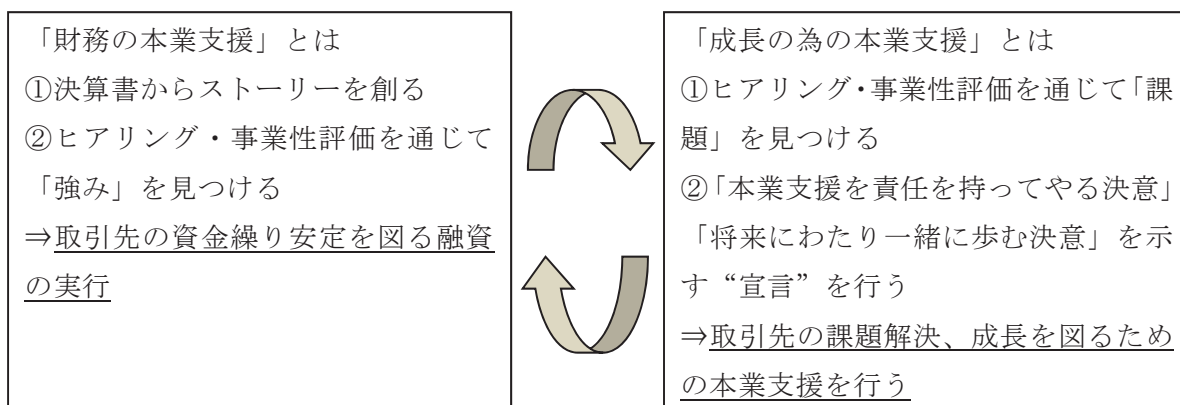 「財務の本業支援」とは
①決算書からストーリーを創る
②ヒアリング・事業性評価を通じて
「強み」を見つける
⇒取引先の資金繰り安定を図る融資
の実行
「成長の為の本業支援」とは
①ヒアリング・事業性評価を通じて「課
題」を見つける
②「本業支援を責任を持ってやる決意」
「将来にわたり一緒に歩む決意」を示
す“宣言”を行う
⇒取引先の課題解決、成長を図るため
の本業支援を行う